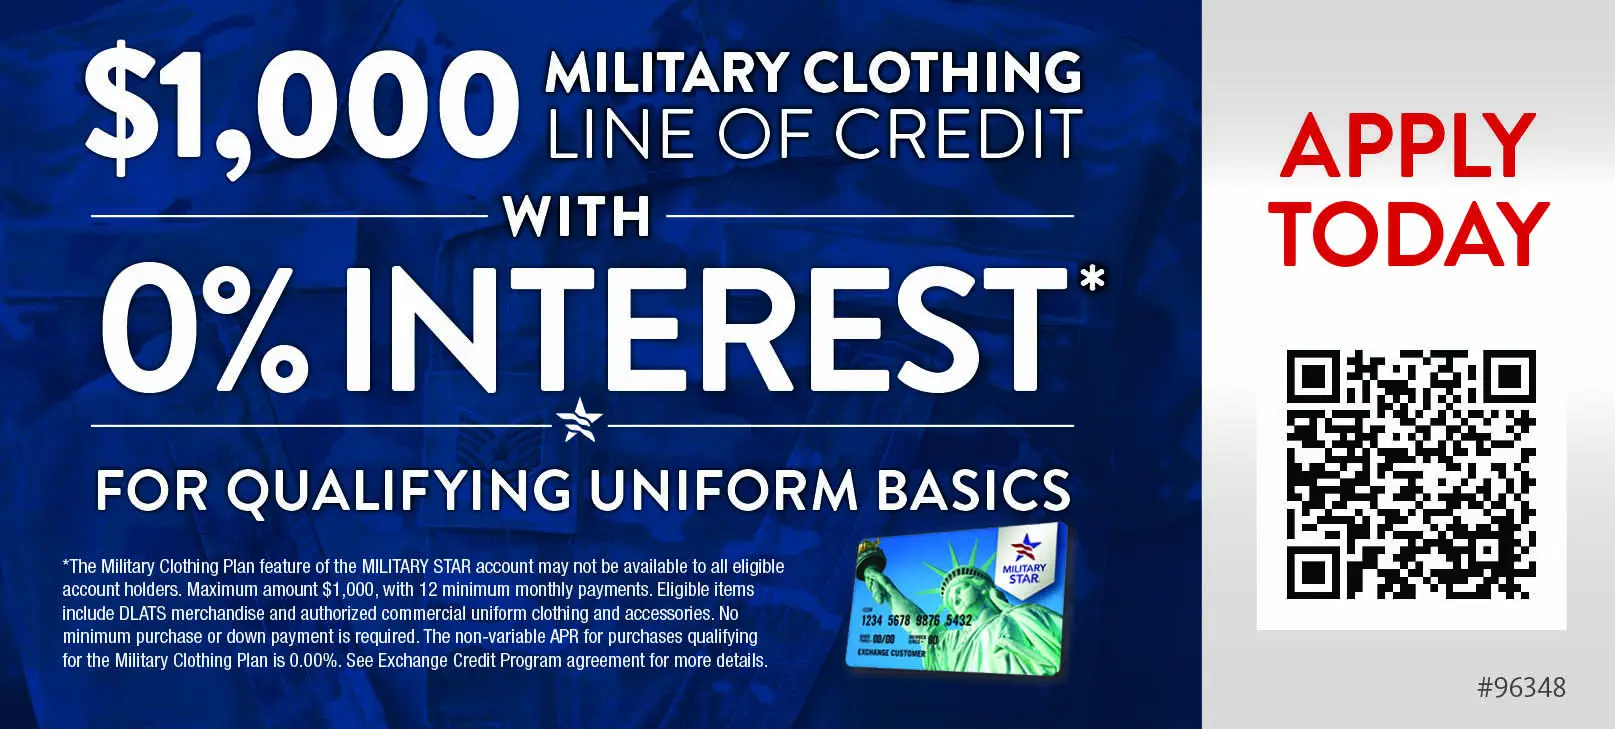 $1,000 MILITARY CLOTHING
LINE OF CREDIT
WITH
0% INTEREST*
FOR QUALIFYING UNIFORM BASICS
*The Military Clothing Plan feature of the MILITARY STAR account may not be available to all eligible
account holders. Maximum amount $1,000, with 12 minimum monthly payments. Eligible items
include DLATS merchandise and authorized commercial uniform clothing and accessories. No
minimum purchase or down payment is required. The non-variable APR for purchases qualifying
for the Military Clothing Plan is 0.00%. See Exchange Credit Program agreement for more details.
MILITARY
STAR
1234 5678 9876 5432
00/00
00
EXCHANGE CUSTOMER
APPLY
TODAY
#96348